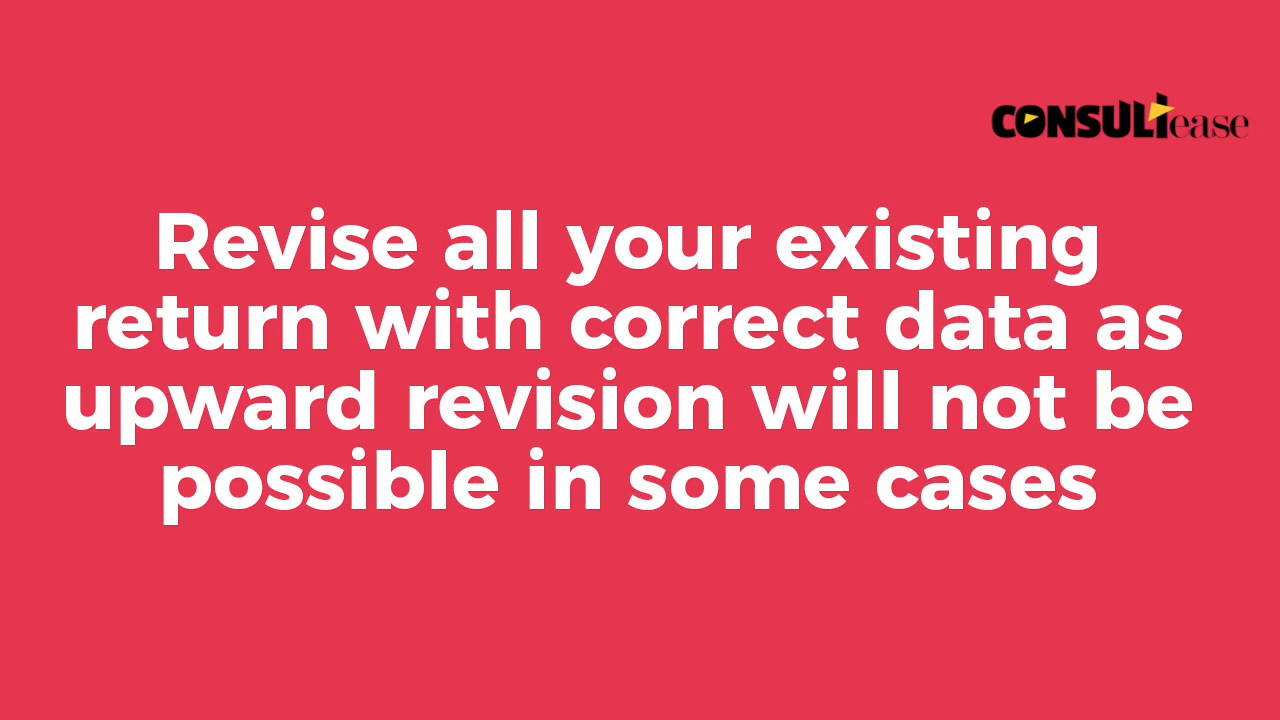 CONSULTease
Revise all your existing
return with correct data as
upward revision will not be
possible in some cases